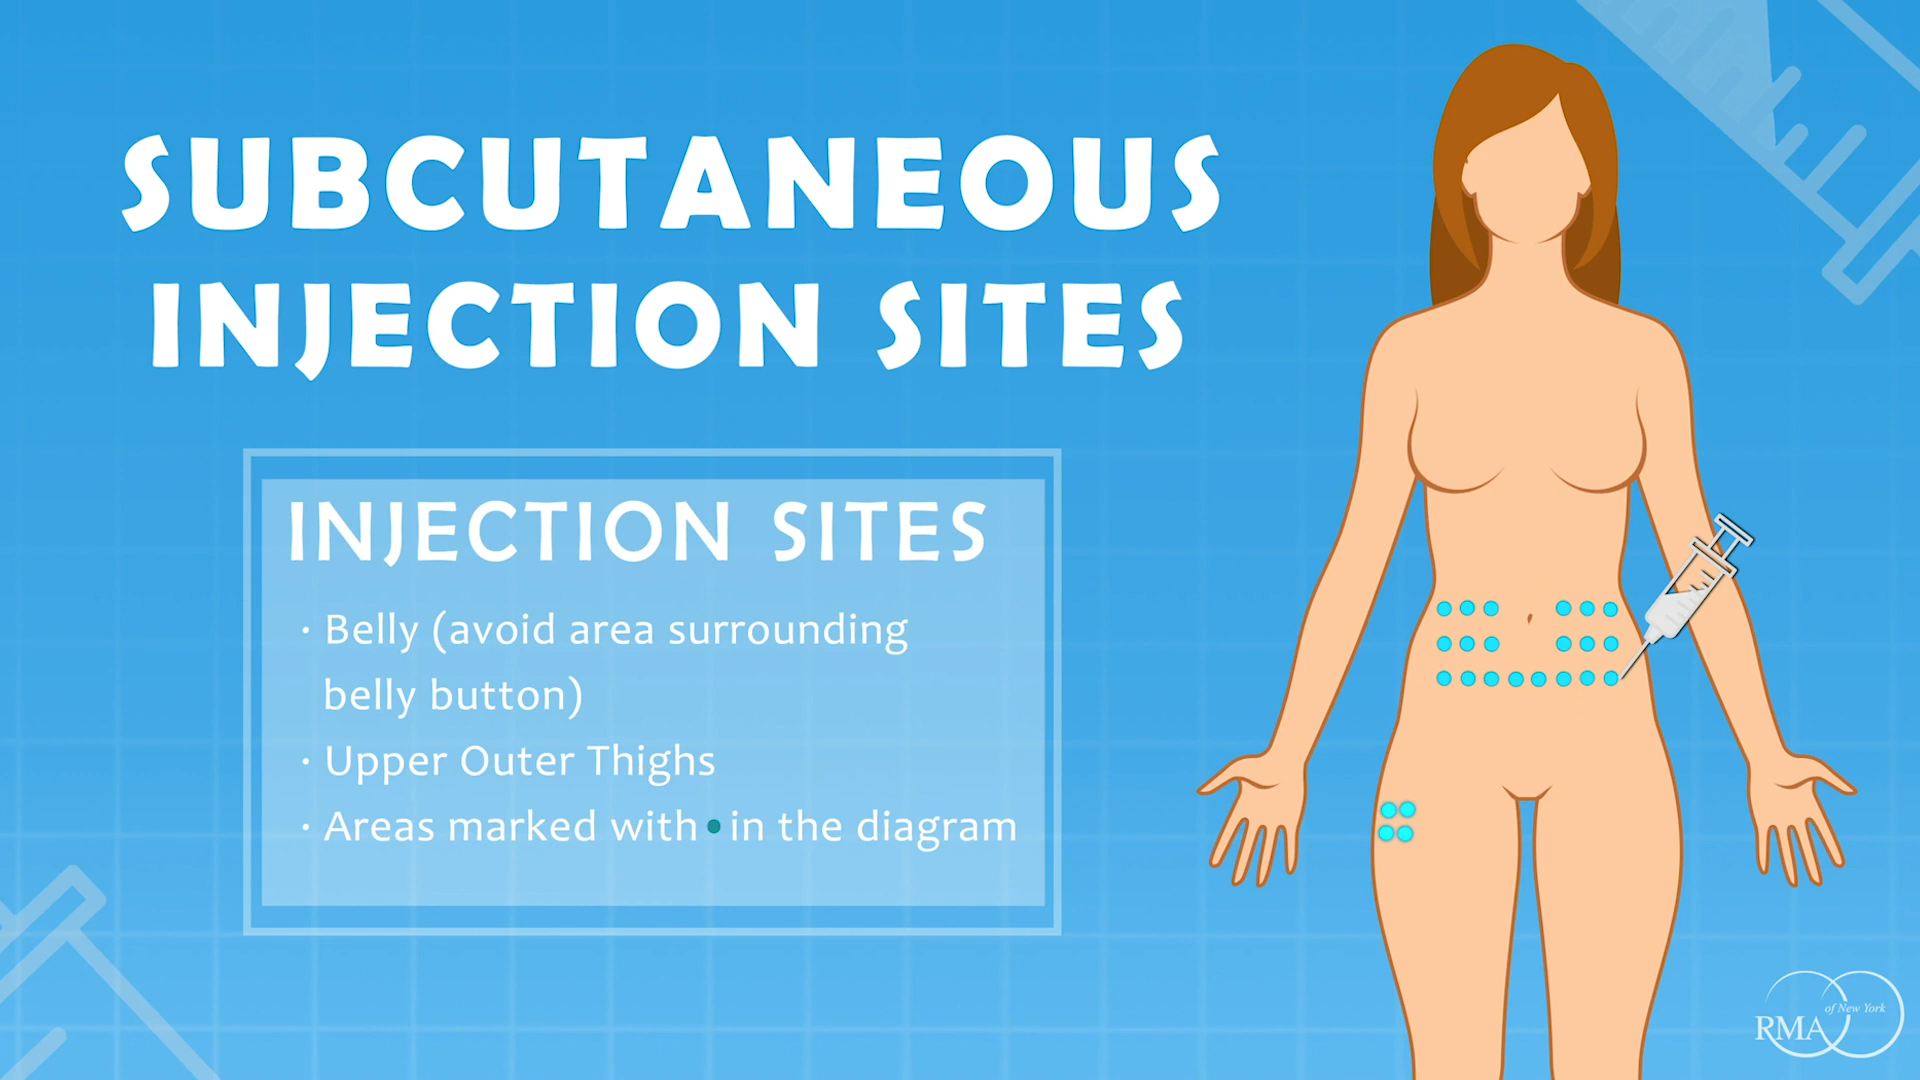 SUBCUTANEOUS
INJECTION SITES
INJECTION SITES
· Belly (avoid area surrounding
belly button)
· Upper Outer Thighs
· Areas marked with • in the diagram
of New York
RMA